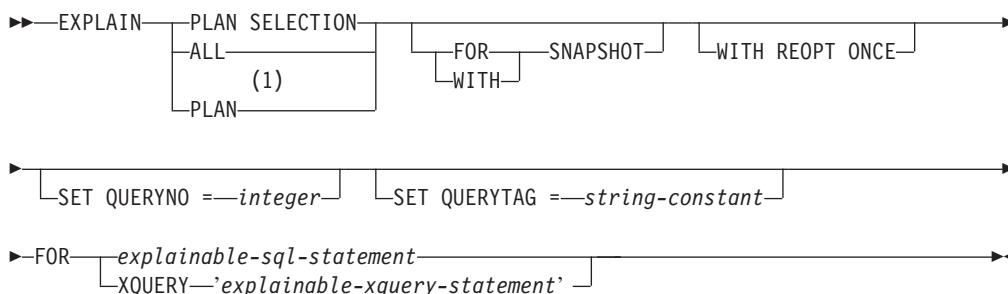 EXPLAIN PLAN SELECTION
ALL
(1)
PLAN
FOR SNAPSHOT
WITH
WITH REOPT ONCE
SET QUERYNO = integer
SET QUERYTAG = string-constant
FOR explainable-sql-statement
XQUERY ’explainable-xquery-statement’